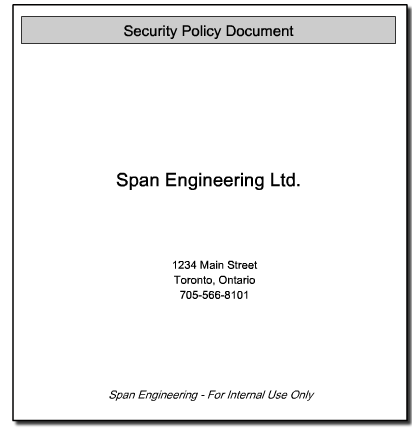 Security Policy Document
Span Engineering Ltd.
1234 Main Street
Toronto, Ontario
705-566-8101
Span Engineering - For Internal Use Only